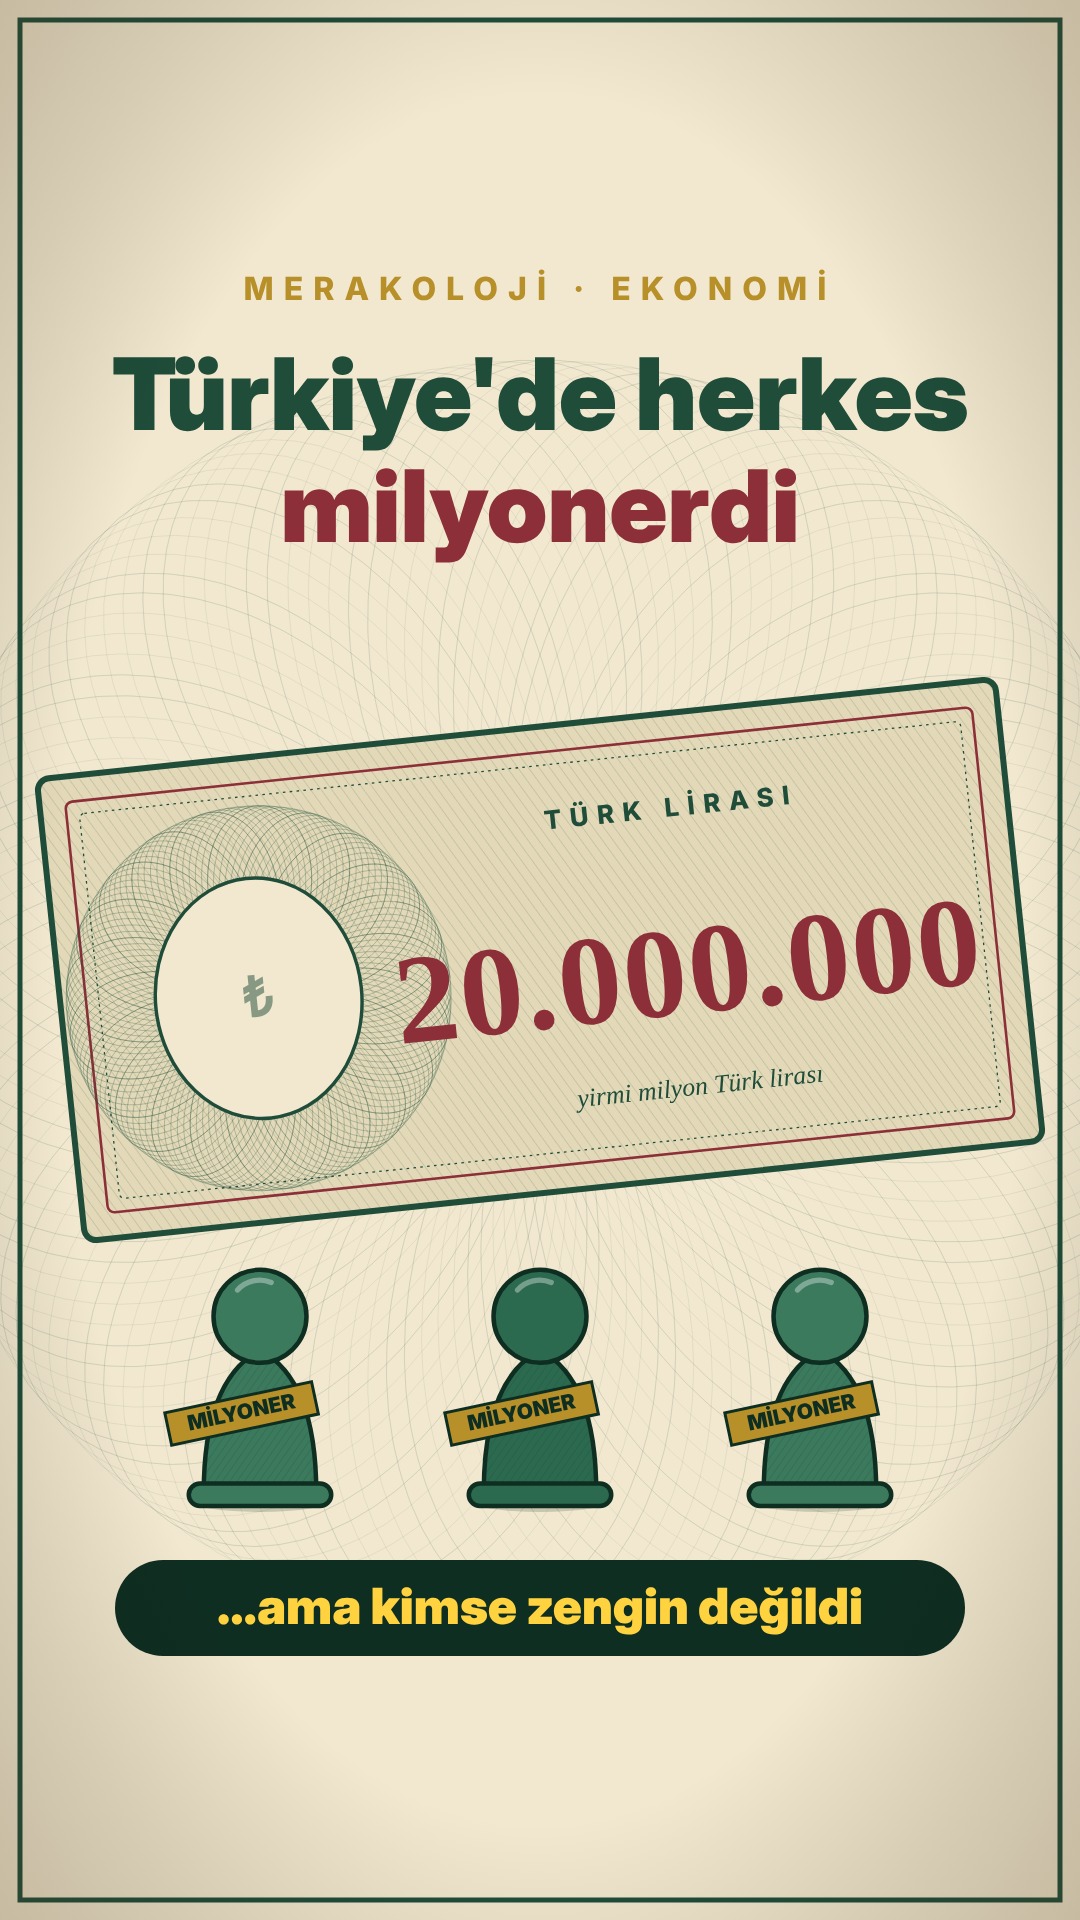 MERAKOLOJİ · EKONOMİ
Türkiye'de herkes
milyonerdi
TÜRK LİRASI
₺
20.000.000
yirmi milyon Türk lirası
MİLYONER
MİLYONER
MİLYONER
...ama kimse zengin değildi